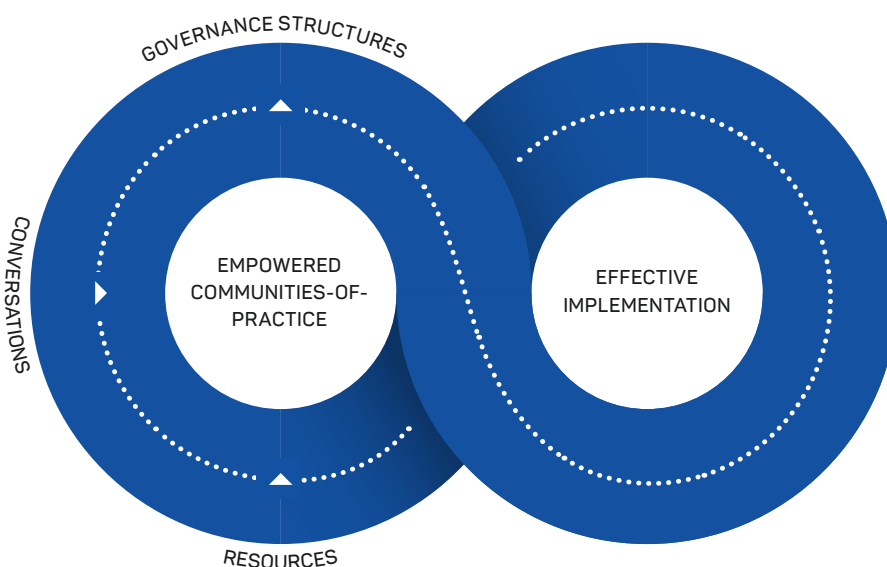 GOVERNANCE STRUCTURES
CONVERSATIONS
EMPOWERED
COMMUNITIES-OF-
PRACTICE
EFFECTIVE
IMPLEMENTATION
RESOURCES